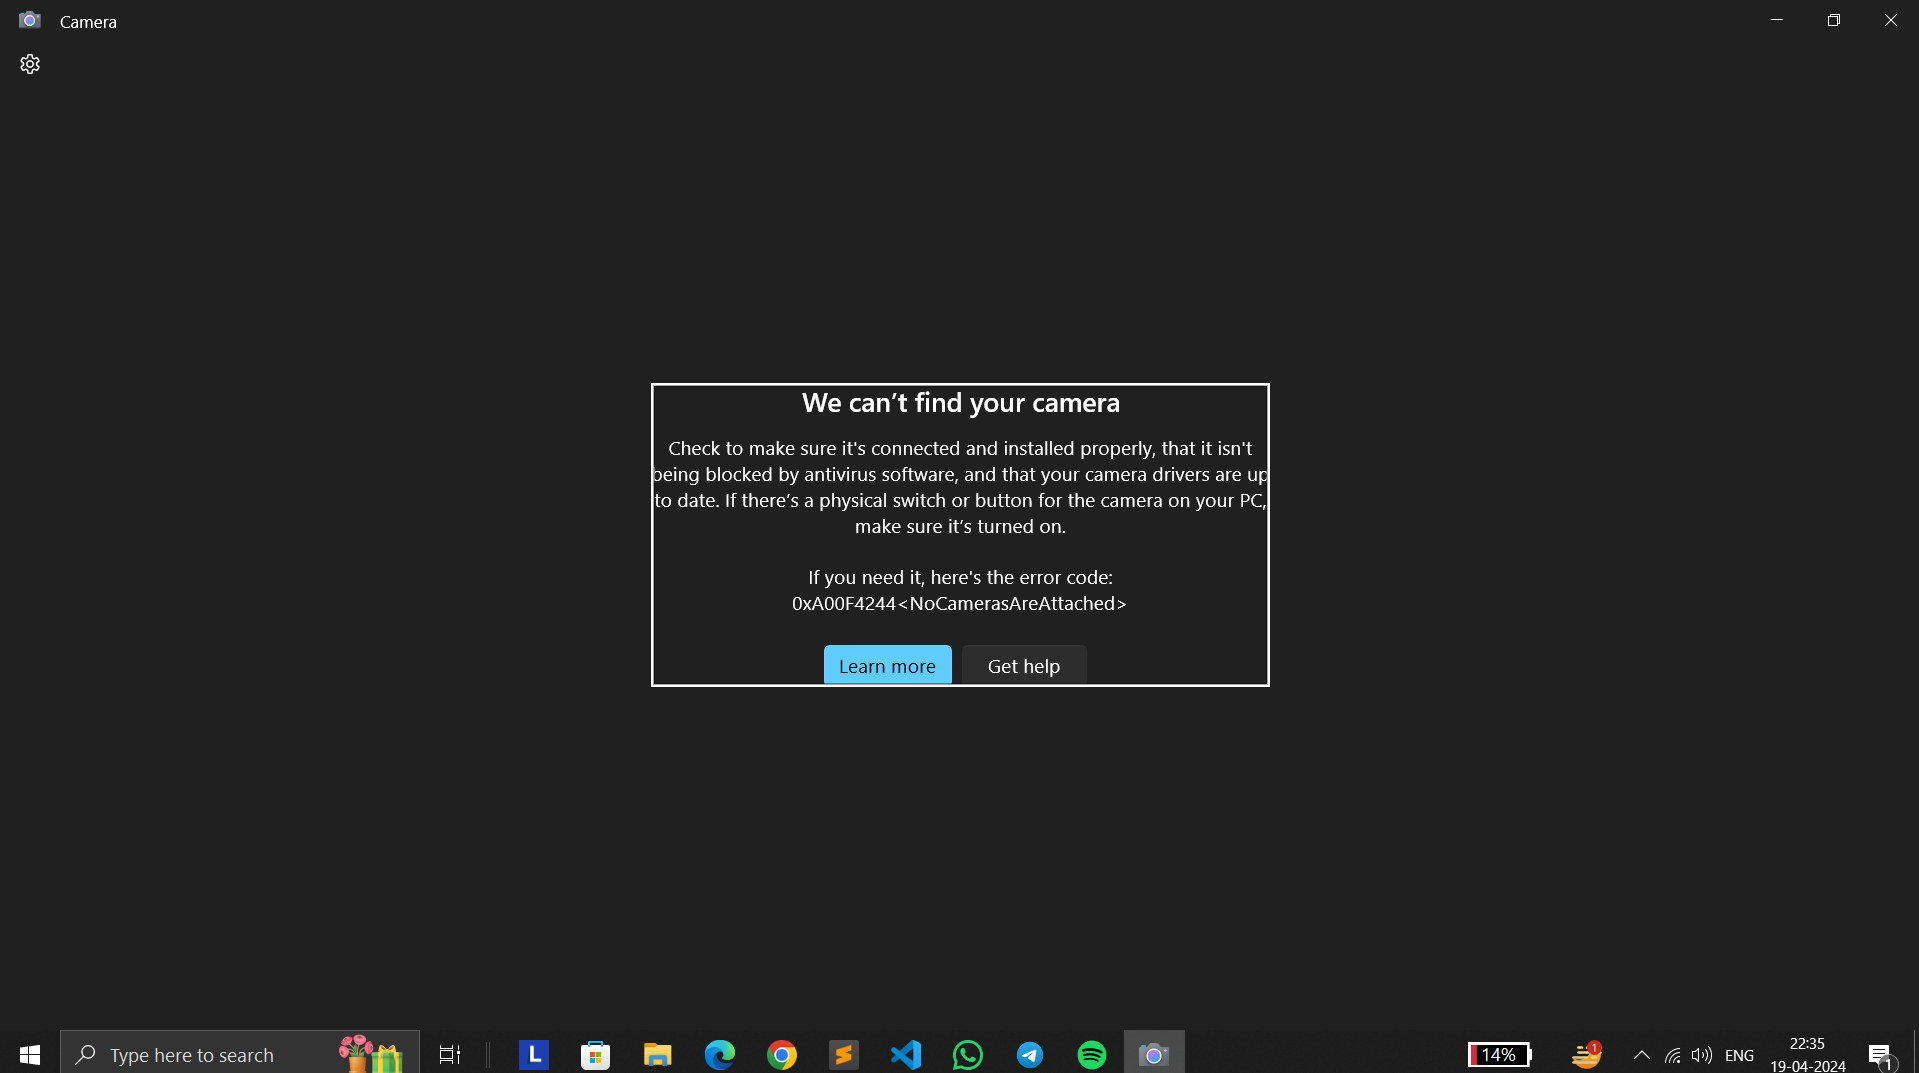 Camera
We can’t find your camera
Check to make sure it's connected and installed properly, that it isn't
being blocked by antivirus software, and that your camera drivers are up
to date. If there’s a physical switch or button for the camera on your PC,
make sure it’s turned on.
If you need it, here's the error code:
0xA00F4244<NoCamerasAreAttached>
Learn more
Get help
Type here to search
L
14%
1
ENG
22:35
19-04-2024
1